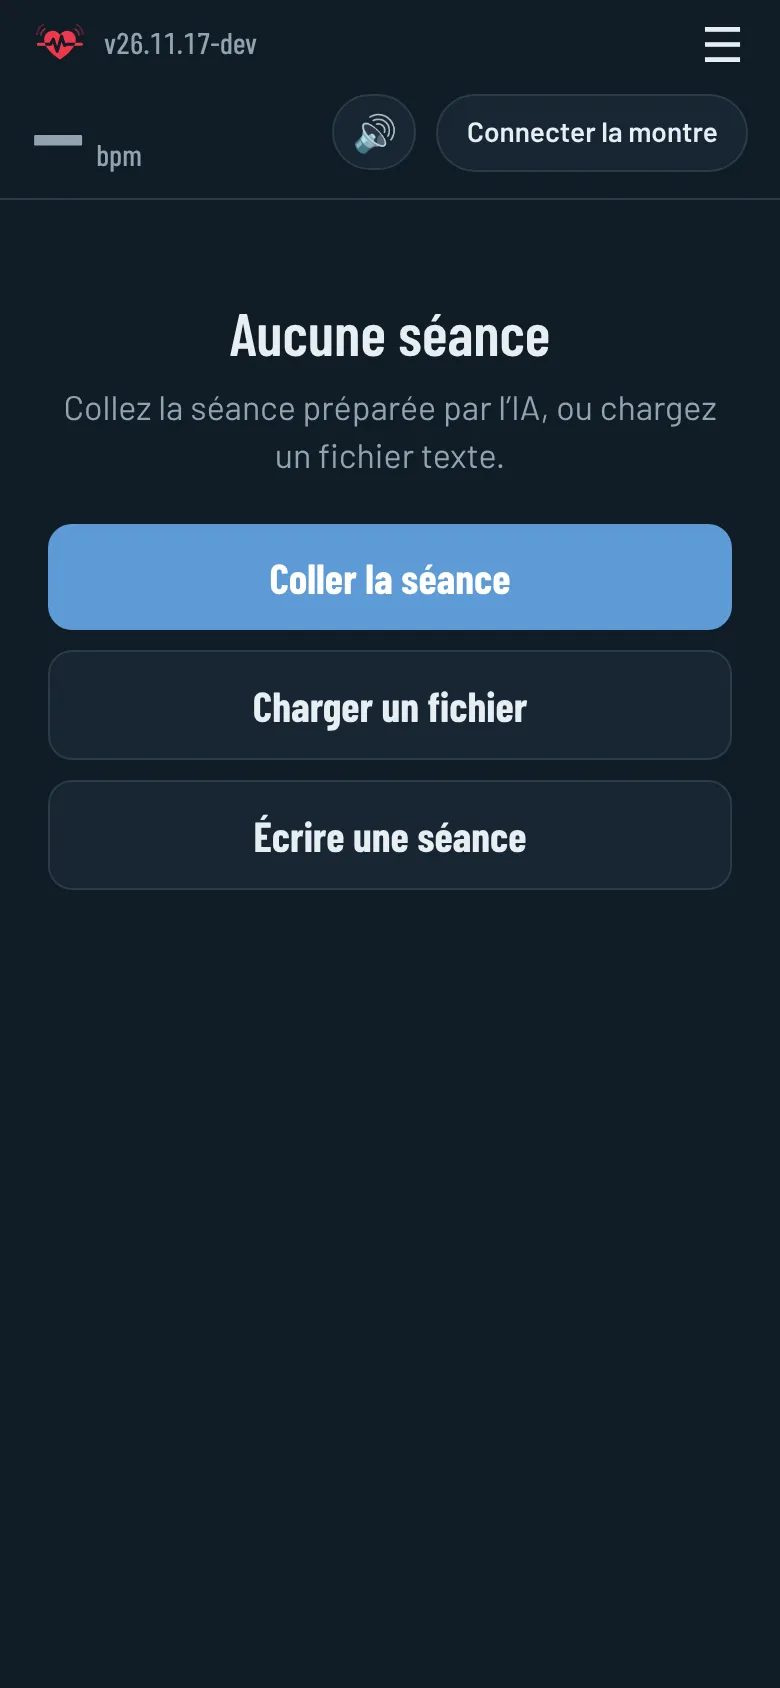 v26.11.17-dev
bpm
Connecter la montre
Aucune séance
Collez la séance préparée par l’IA, ou chargez
un fichier texte.
Coller la séance
Charger un fichier
Écrire une séance